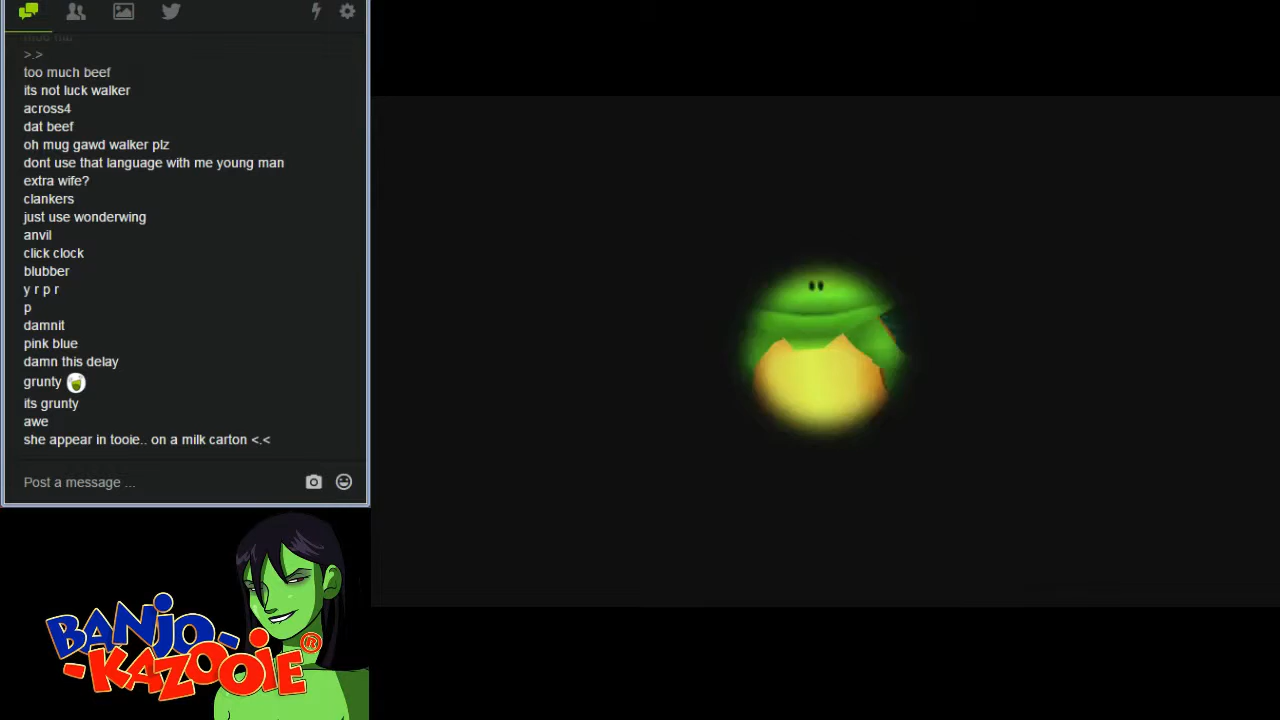 >.>
too much beef
its not luck walker
across4
dat beef
oh mug gawd walker plz
dont use that language with me young man
extra wife?
clankers
just use wonderwing
anvil
click clock
blubber
y r p r
p
damnit
pink blue
damn this delay
grunty
its grunty
awe
she appear in tooie.. on a milk carton <.<
Post a message ...
BANJO-
-KAZOOIE®